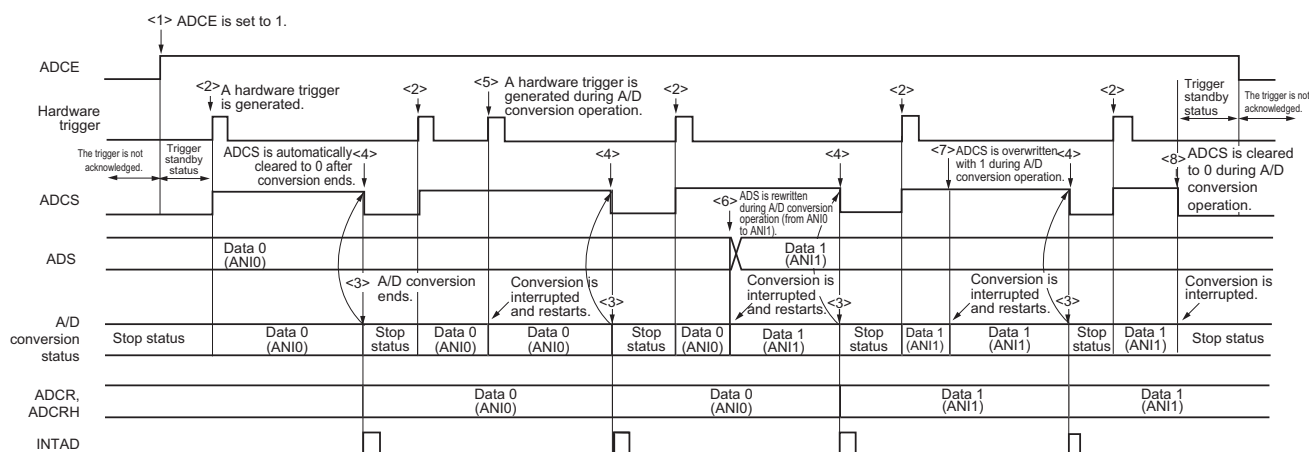 <1> ADCE is set to 1.
ADCE
<2> A hardware trigger
is generated.
<2>
<5> A hardware trigger is
generated during A/D
conversion operation.
<2>
<2>
<2>
Trigger
standby
status
The trigger is not
acknowledged.
Hardware
trigger
The trigger is not
acknowledged.
Trigger
standby
status
ADCS is automatically
cleared to 0 after
conversion ends.
<4>
<4>
<4>
<7> ADCS is overwritten
with 1 during A/D
conversion operation.
<4>
<8> ADCS is cleared
to 0 during A/D
conversion
operation.
ADCS
<6> ADS is rewritten
during A/D conversion
operation (from ANI0
to ANI1).
ADS
Data 0
(ANI0)
Data 1
(ANI1)
<3> A/D conversion
ends.
Conversion is
interrupted
and restarts.
<3>
Conversion is
interrupted
and restarts.
<3>
Conversion is
interrupted
and restarts.
<3>
Conversion is
interrupted.
A/D
conversion
status
Stop status
Data 0
(ANI0)
Stop
status
Data 0
(ANI0)
Data 0
(ANI0)
Stop
status
Data 0
(ANI0)
Data 1
(ANI1)
Stop
status
Data 1
(ANI1)
Data 1
(ANI1)
Stop
status
Data 1
(ANI1)
Stop status
ADCR,
ADCRH
Data 0
(ANI0)
Data 0
(ANI0)
Data 1
(ANI1)
Data 1
(ANI1)
INTAD